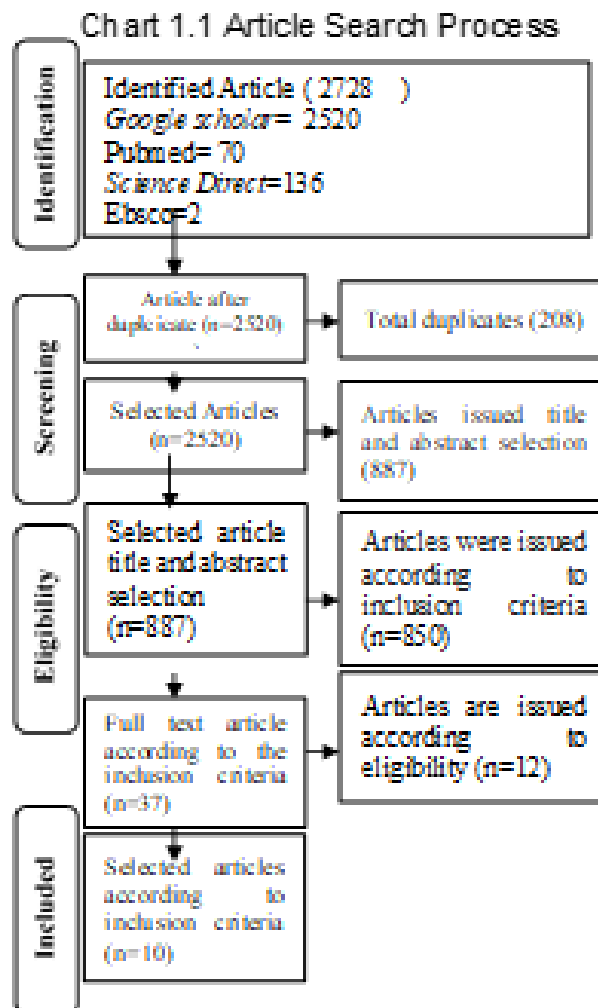 Chart 1.1 Article Search Process
Identification
Identified Article ( 2728 )
Google scholar= 2520
Pubmed= 70
Science Direct=136
Ebsco=2
Screening
Article after
duplicate (n=2520)
Total duplicates (208)
Selected Articles
(n=2520)
Articles issued title
and abstract selection
(887)
Eligibility
Selected article
title and abstract
selection
(n=887)
Articles were issued
according to
inclusion criteria
(n=850)
Full text article
according to the
inclusion criteria
(n=37)
Articles are issued
according to
eligibility (n=12)
Included
Selected articles
according to
inclusion criteria
(n=10)